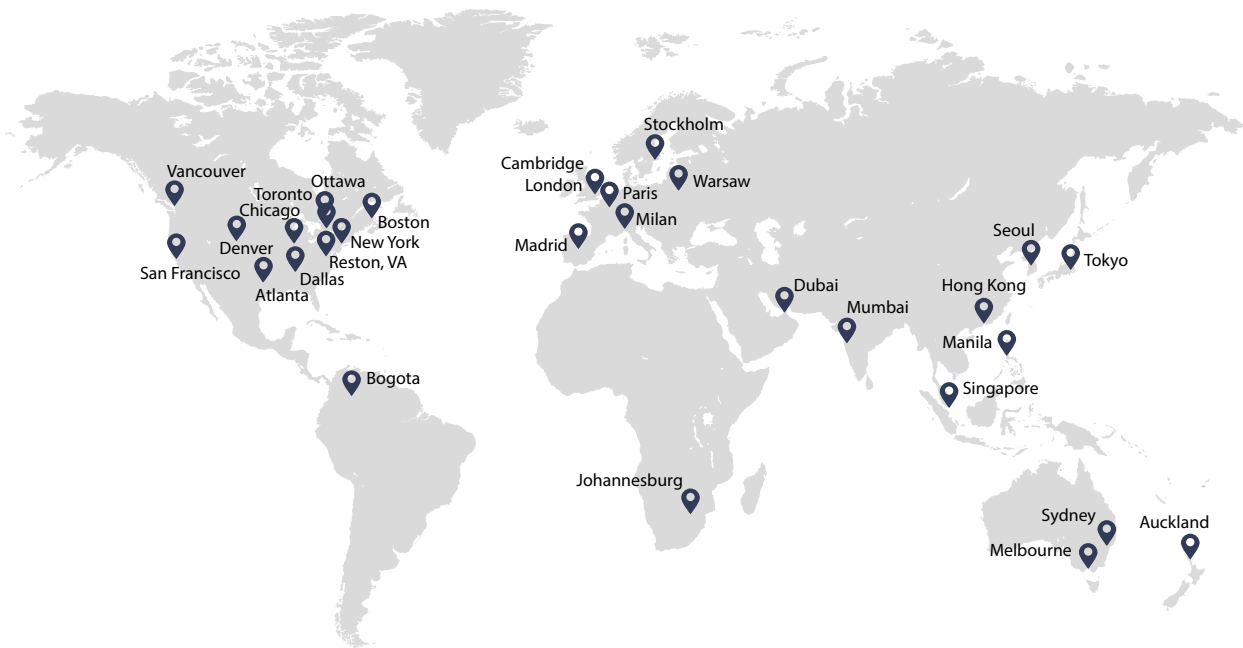 Stockholm
Cambridge
London
Vancouver
Ottawa
Toronto
Chicago
Paris
Warsaw
Milan
Boston
New York
Madrid
Denver
Reston, VA
San Francisco
Dallas
Atlanta
Seoul
Tokyo
Dubai
Hong Kong
Mumbai
Manila
Bogota
Singapore
Johannesburg
Sydney
Auckland
Melbourne